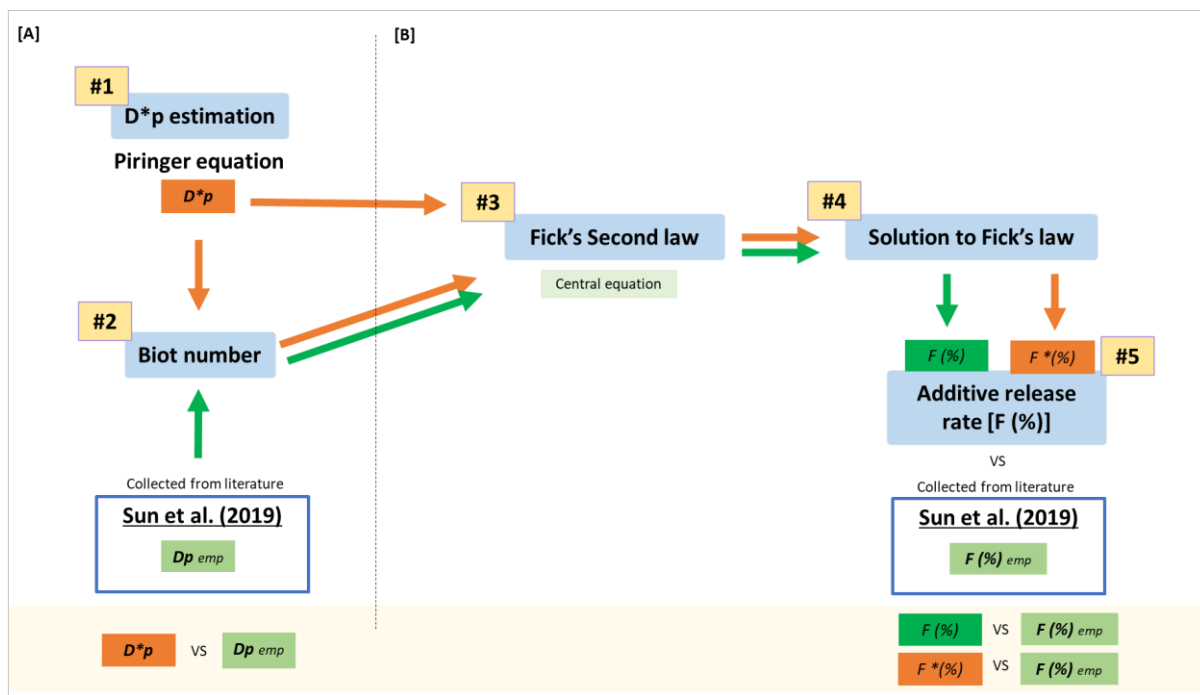 [A]
[B]
#1
D*p estimation
Piringer equation
D*p
#2
Biot number
Collected from literature
Sun et al. (2019)
Dp emp
#3
Fick's Second law
Central equation
#4
Solution to Fick's law
F (%)
F *(%)
#5
Additive release
rate [F (%)]
VS
Collected from literature
Sun et al. (2019)
F (%) emp
D*p VS Dp emp
F (%) VS F (%) emp
F *(%) VS F (%) emp